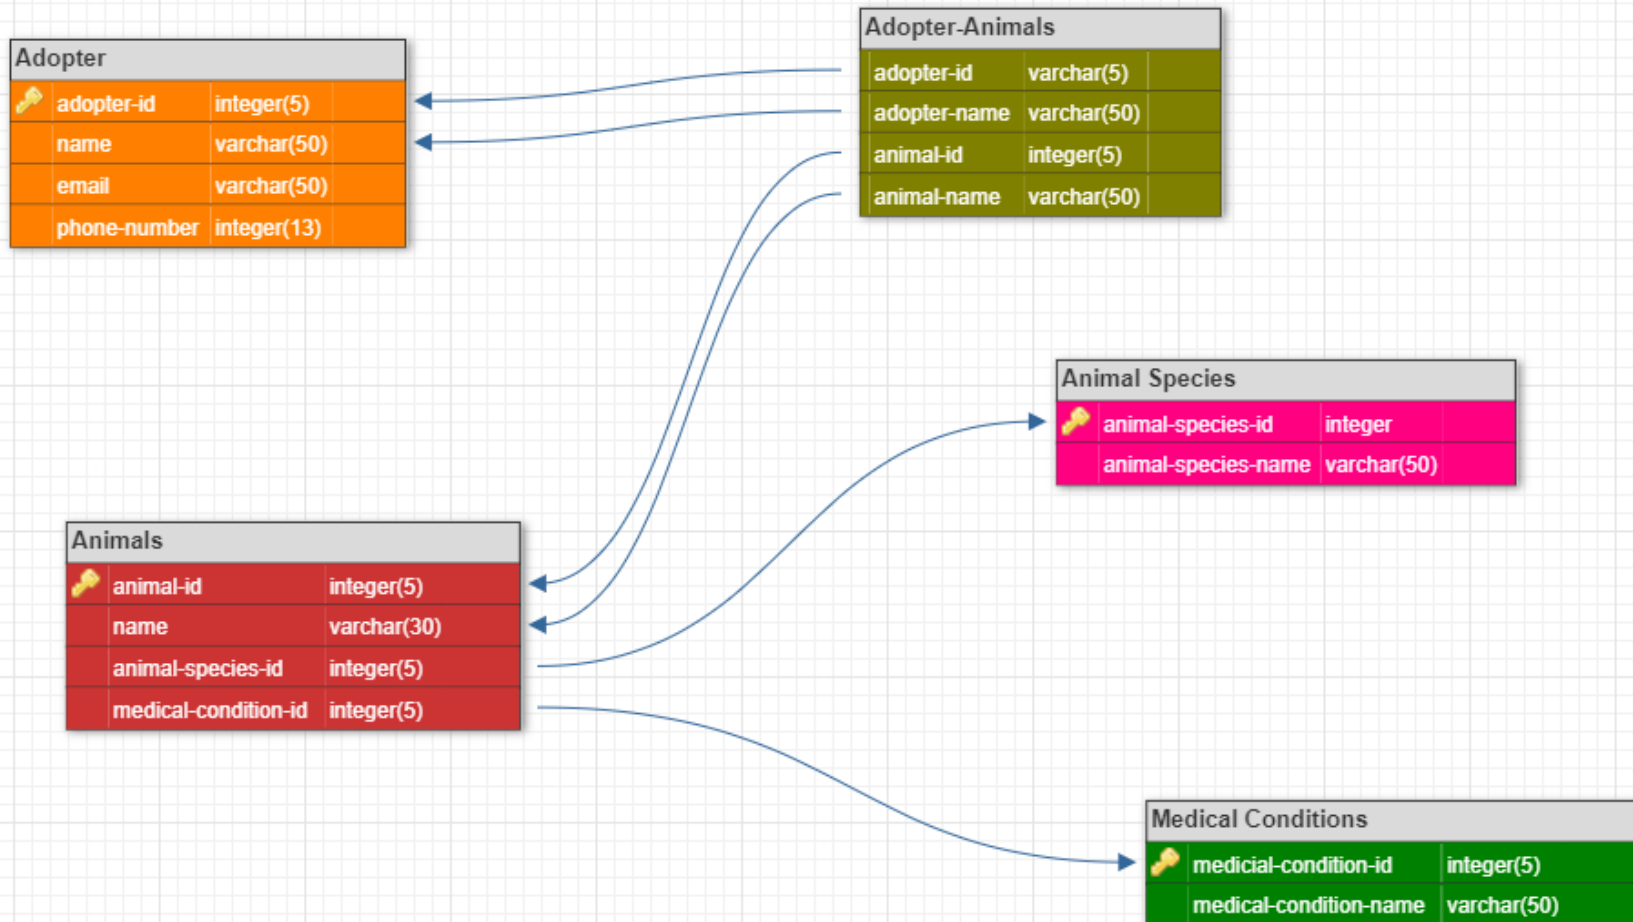 Adopter
adopter-id integer(5)
name varchar(50)
email varchar(50)
phone-number integer(13)
Adopter-Animals
adopter-id varchar(5)
adopter-name varchar(50)
animal-id integer(5)
animal-name varchar(50)
Animal Species
animal-species-id integer
animal-species-name varchar(50)
Animals
animal-id integer(5)
name varchar(30)
animal-species-id integer(5)
medical-condition-id integer(5)
Medical Conditions
medicial-condition-id integer(5)
medical-condition-name varchar(50)